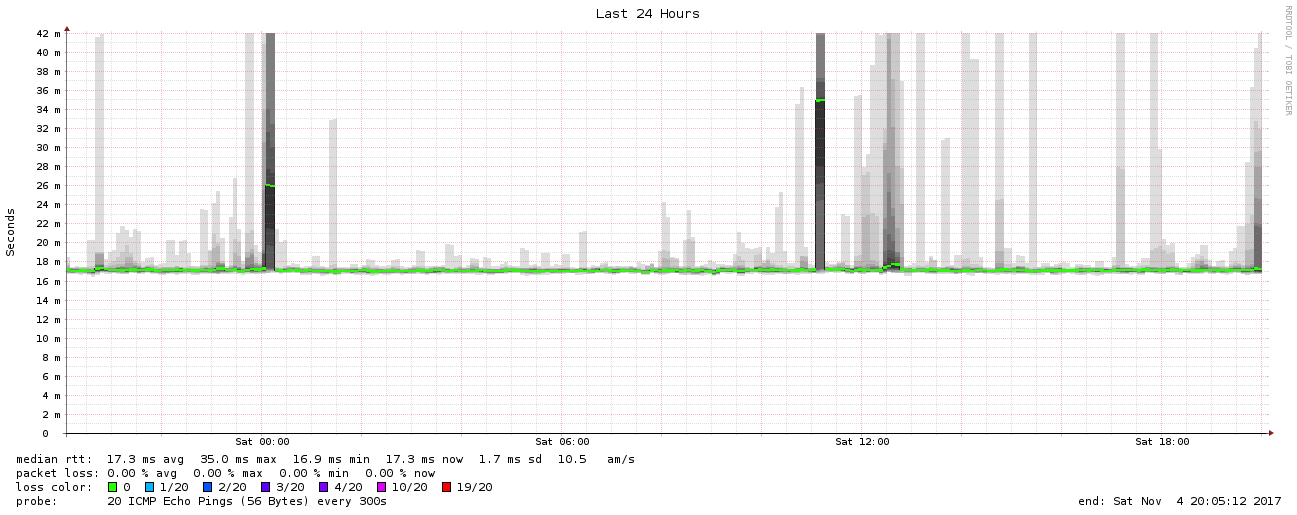 Last 24 Hours
RRDTOOL / TOBI OETIKER
Seconds
42 m
40 m
38 m
36 m
34 m
32 m
30 m
28 m
26 m
24 m
22 m
20 m
18 m
16 m
14 m
12 m
10 m
8 m
6 m
4 m
2 m
0
Sat 00:00 Sat 06:00 Sat 12:00 Sat 18:00
median rtt: 17.3 ms avg 35.0 ms max 16.9 ms min 17.3 ms now 1.7 ms sd 10.5 am/s
packet loss: 0.00 % avg 0.00 % max 0.00 % min 0.00 % now
loss color: 0 1/20 2/20 3/20 4/20 10/20 19/20
probe: 20 ICMP Echo Pings (56 Bytes) every 300s end: Sat Nov 4 20:05:12 2017